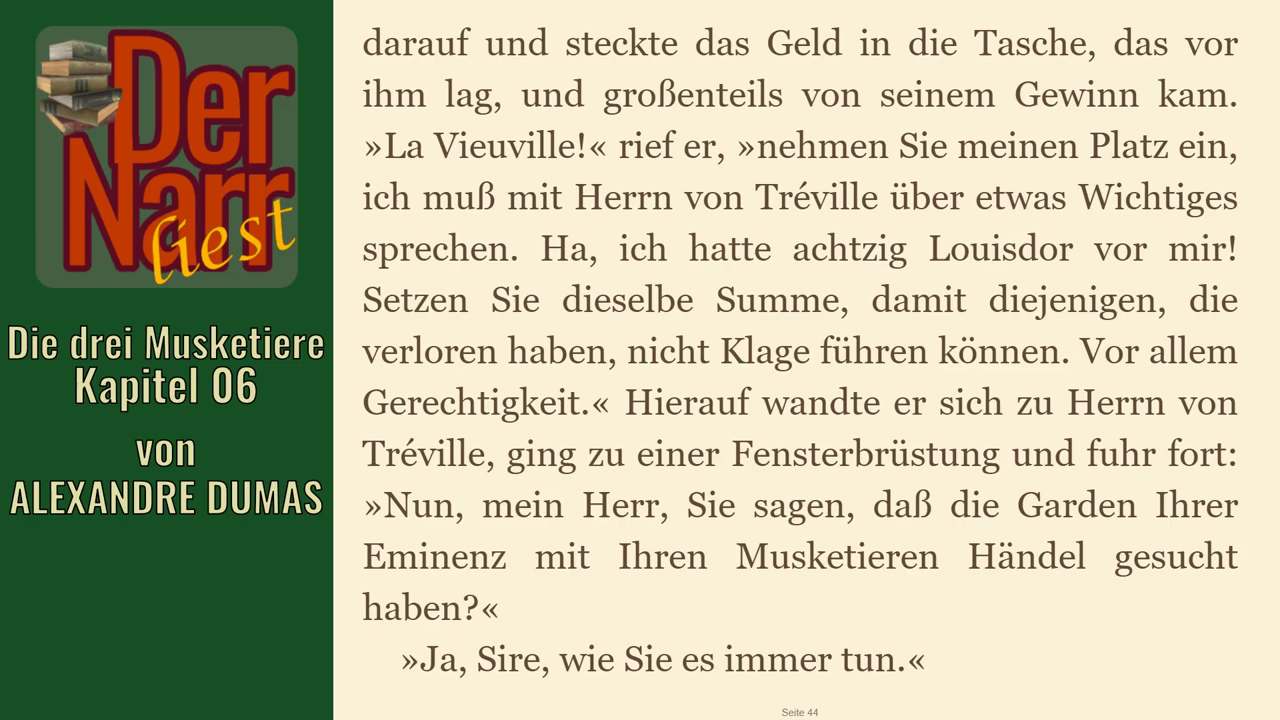 Der
Narr
liest
Die drei Musketiere
Kapitel 06
von
ALEXANDRE DUMAS
darauf und steckte das Geld in die Tasche, das vor
ihm lag, und großenteils von seinem Gewinn kam.
»La Vieuville!« rief er, »nehmen Sie meinen Platz ein,
ich muß mit Herrn von Tréville über etwas Wichtiges
sprechen. Ha, ich hatte achtzig Louisdor vor mir!
Setzen Sie dieselbe Summe, damit diejenigen, die
verloren haben, nicht Klage führen können. Vor allem
Gerechtigkeit.« Hierauf wandte er sich zu Herrn von
Tréville, ging zu einer Fensterbrüstung und fuhr fort:
»Nun, mein Herr, Sie sagen, daß die Garden Ihrer
Eminenz mit Ihren Musketieren Händel gesucht
haben?«
»Ja, Sire, wie Sie es immer tun.«
Seite 44